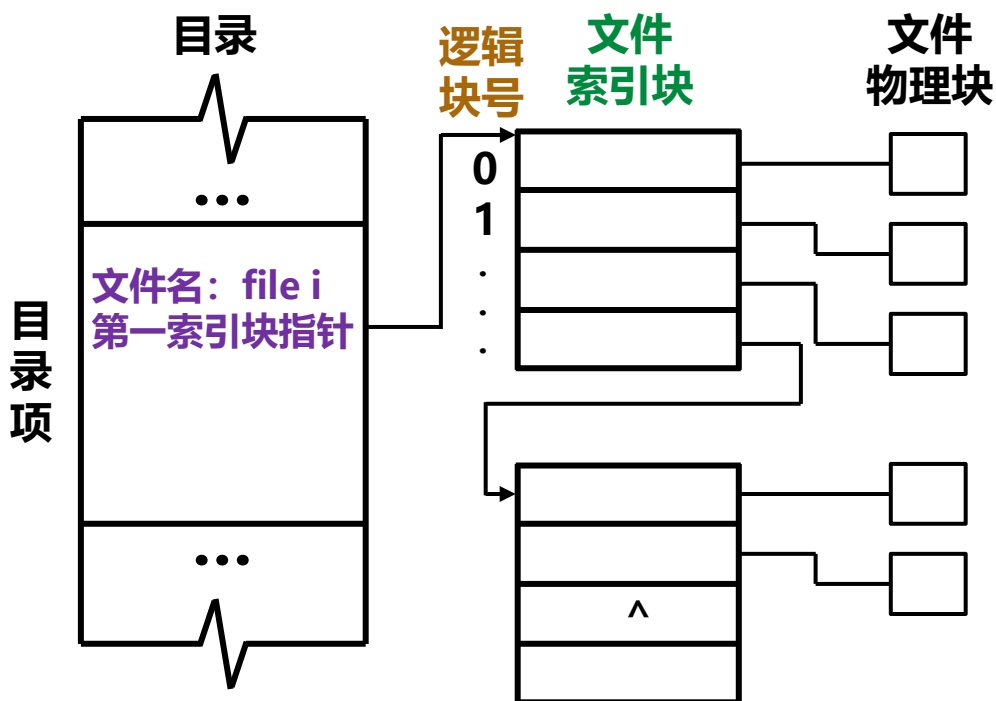 目录
逻辑
块号
文件
索引块
文件
物理块
...
0
1
.
.
.
文件名：file i
第一索引块指针
目
录
项
...
^